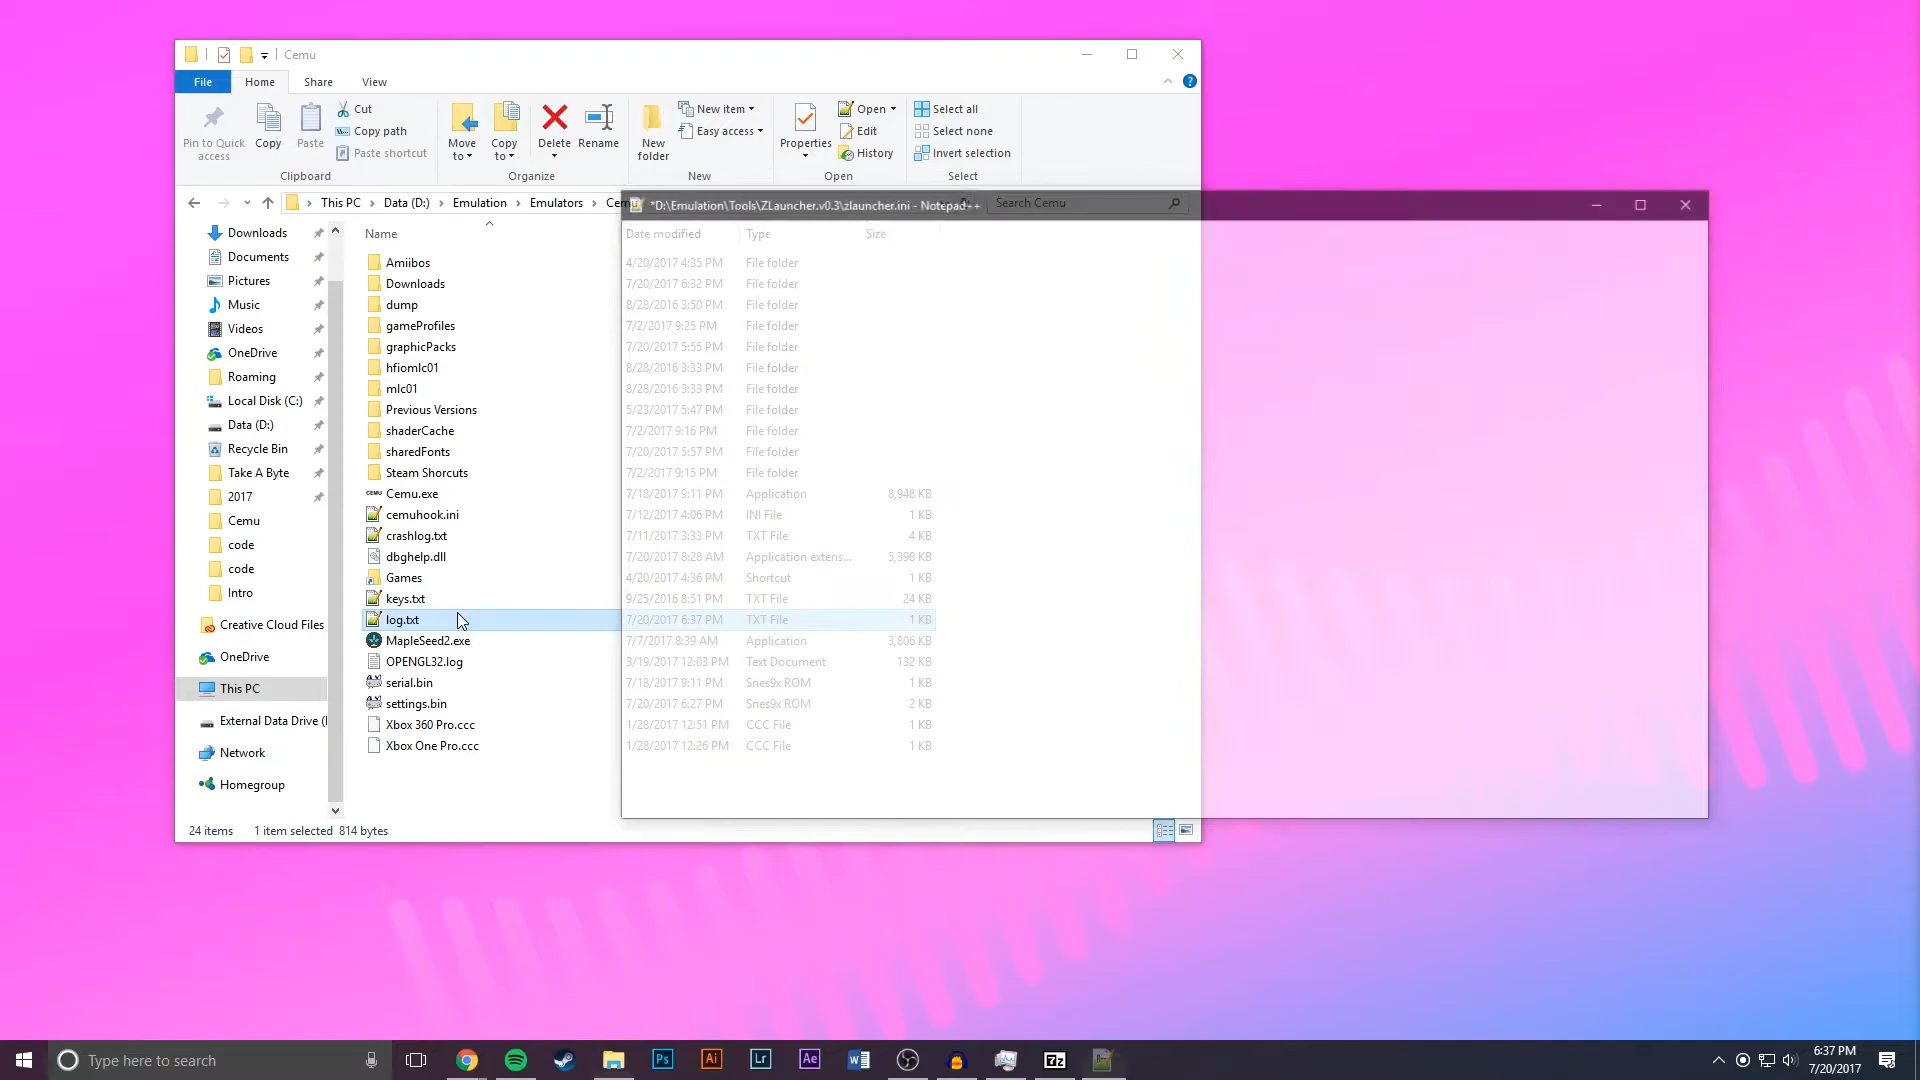 Cemu
File Home Share View
Pin to Quick access
Copy
Paste
Cut
Copy path
Paste shortcut
Clipboard
Move to
Copy to
Delete
Rename
Organize
New folder
New item
Easy access
New
Properties
Open
Edit
History
Open
Select all
Select none
Invert selection
Select
This PC Data (D:) Emulation Emulators
*D:\Emulation\Tools\ZLauncher.v0.3\zlauncher.ini - Notepad++
Search Cemu
Downloads
Documents
Pictures
Music
Videos
OneDrive
Roaming
Local Disk (C:)
Data (D:)
Recycle Bin
Take A Byte
2017
Cemu
code
code
Intro
Creative Cloud Files
OneDrive
This PC
External Data Drive (
Network
Homegroup
Name Date modified Type Size
Amiibos 4/20/2017 4:35 PM File folder
Downloads 7/20/2017 6:32 PM File folder
dump 8/28/2016 3:50 PM File folder
gameProfiles 7/2/2017 9:25 PM File folder
graphicPacks 7/20/2017 5:55 PM File folder
hfiomlc01 8/28/2016 3:33 PM File folder
mlc01 8/28/2016 3:33 PM File folder
Previous Versions 5/23/2017 5:47 PM File folder
shaderCache 7/2/2017 9:16 PM File folder
sharedFonts 7/20/2017 5:57 PM File folder
Steam Shorcuts 7/2/2017 9:15 PM File folder
CEMU Cemu.exe 7/18/2017 9:11 PM Application 8,948 KB
cemuhook.ini 7/12/2017 4:06 PM INI File 1 KB
crashlog.txt 7/11/2017 3:33 PM TXT File 4 KB
dbghelp.dll 7/20/2017 8:28 AM Application extens... 5,398 KB
Games 4/20/2017 4:36 PM Shortcut 1 KB
keys.txt 9/25/2016 8:51 PM TXT File 24 KB
log.txt 7/20/2017 6:37 PM TXT File 1 KB
MapleSeed2.exe 7/7/2017 8:39 AM Application 3,806 KB
OPENGL32.log 3/19/2017 12:03 PM Text Document 132 KB
serial.bin 7/18/2017 9:11 PM Snes9x ROM 1 KB
settings.bin 7/20/2017 6:27 PM Snes9x ROM 2 KB
Xbox 360 Pro.ccc 1/28/2017 12:51 PM CCC File 1 KB
Xbox One Pro.ccc 1/28/2017 12:26 PM CCC File 1 KB
24 items 1 item selected 814 bytes
Type here to search
Ps Ai Lr Ae
7z
6:37 PM
7/20/2017